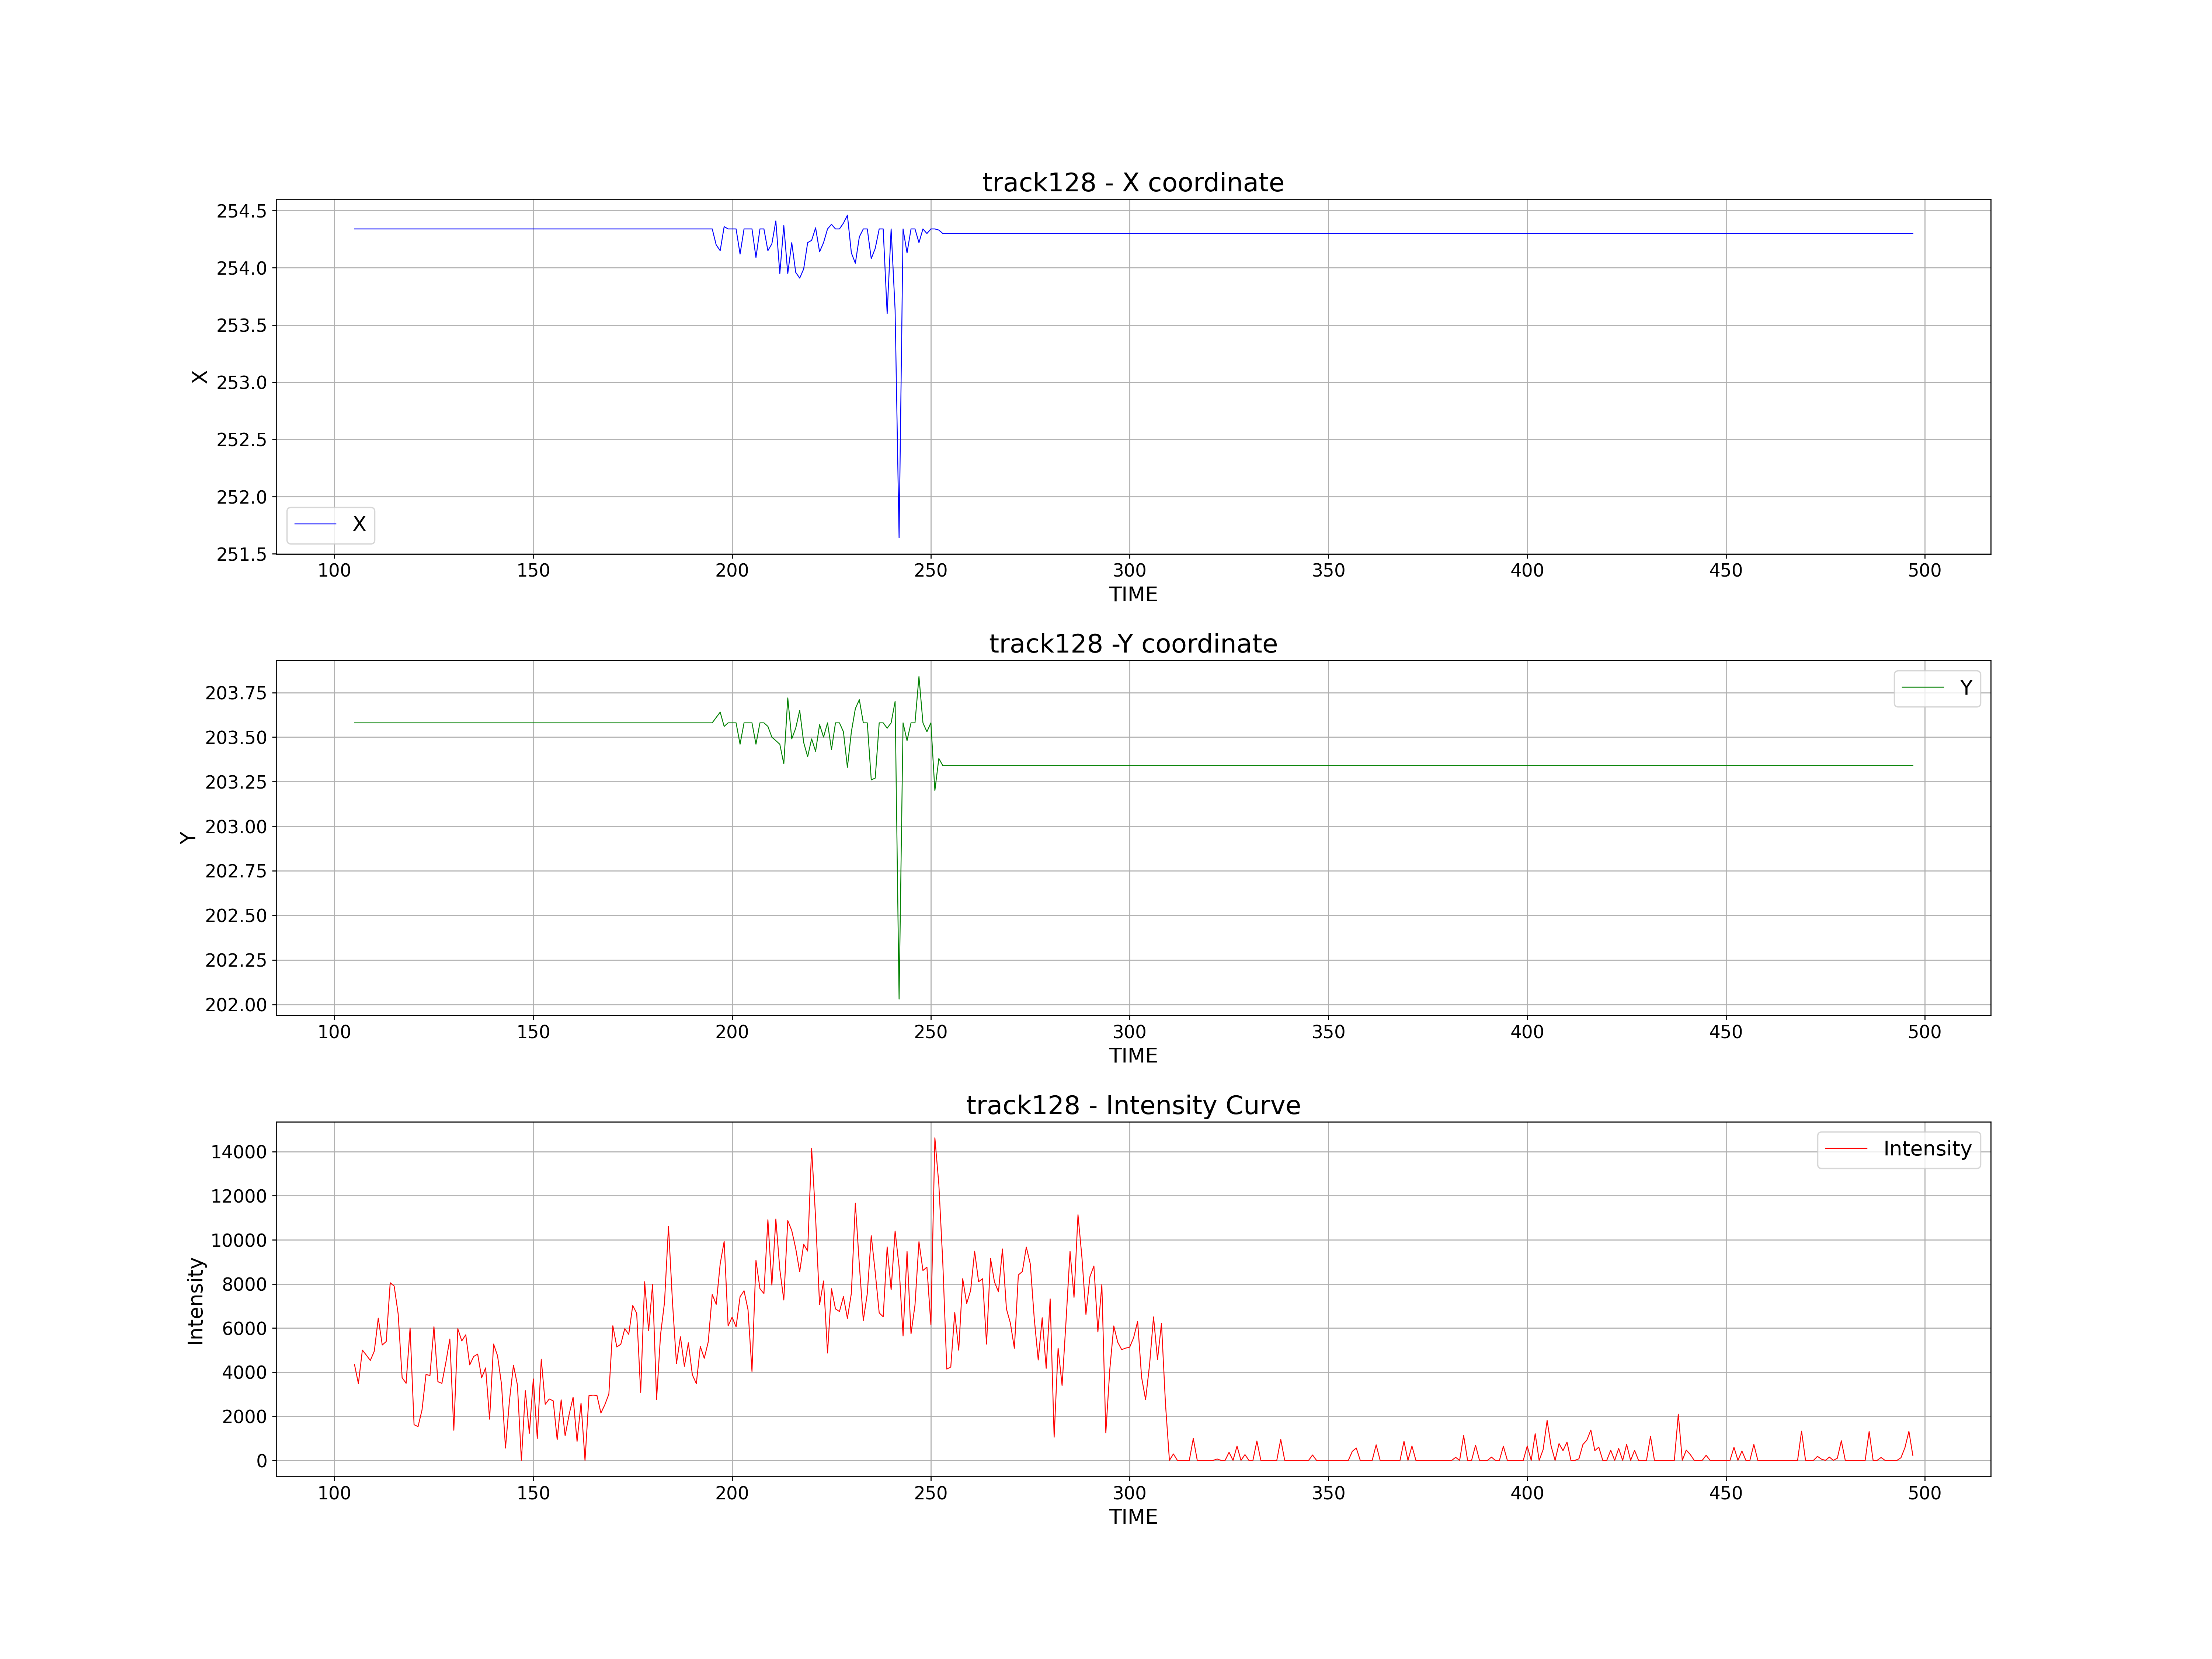 track128 - X coordinate
254.5
254.0
253.5
253.0
252.5
252.0
251.5
X
X
100 150 200 250 300 350 400 450 500
TIME
track128 -Y coordinate
203.75
203.50
203.25
203.00
202.75
202.50
202.25
202.00
Y
Y
100 150 200 250 300 350 400 450 500
TIME
track128 - Intensity Curve
14000
12000
10000
8000
6000
4000
2000
0
Intensity
Intensity
100 150 200 250 300 350 400 450 500
TIME